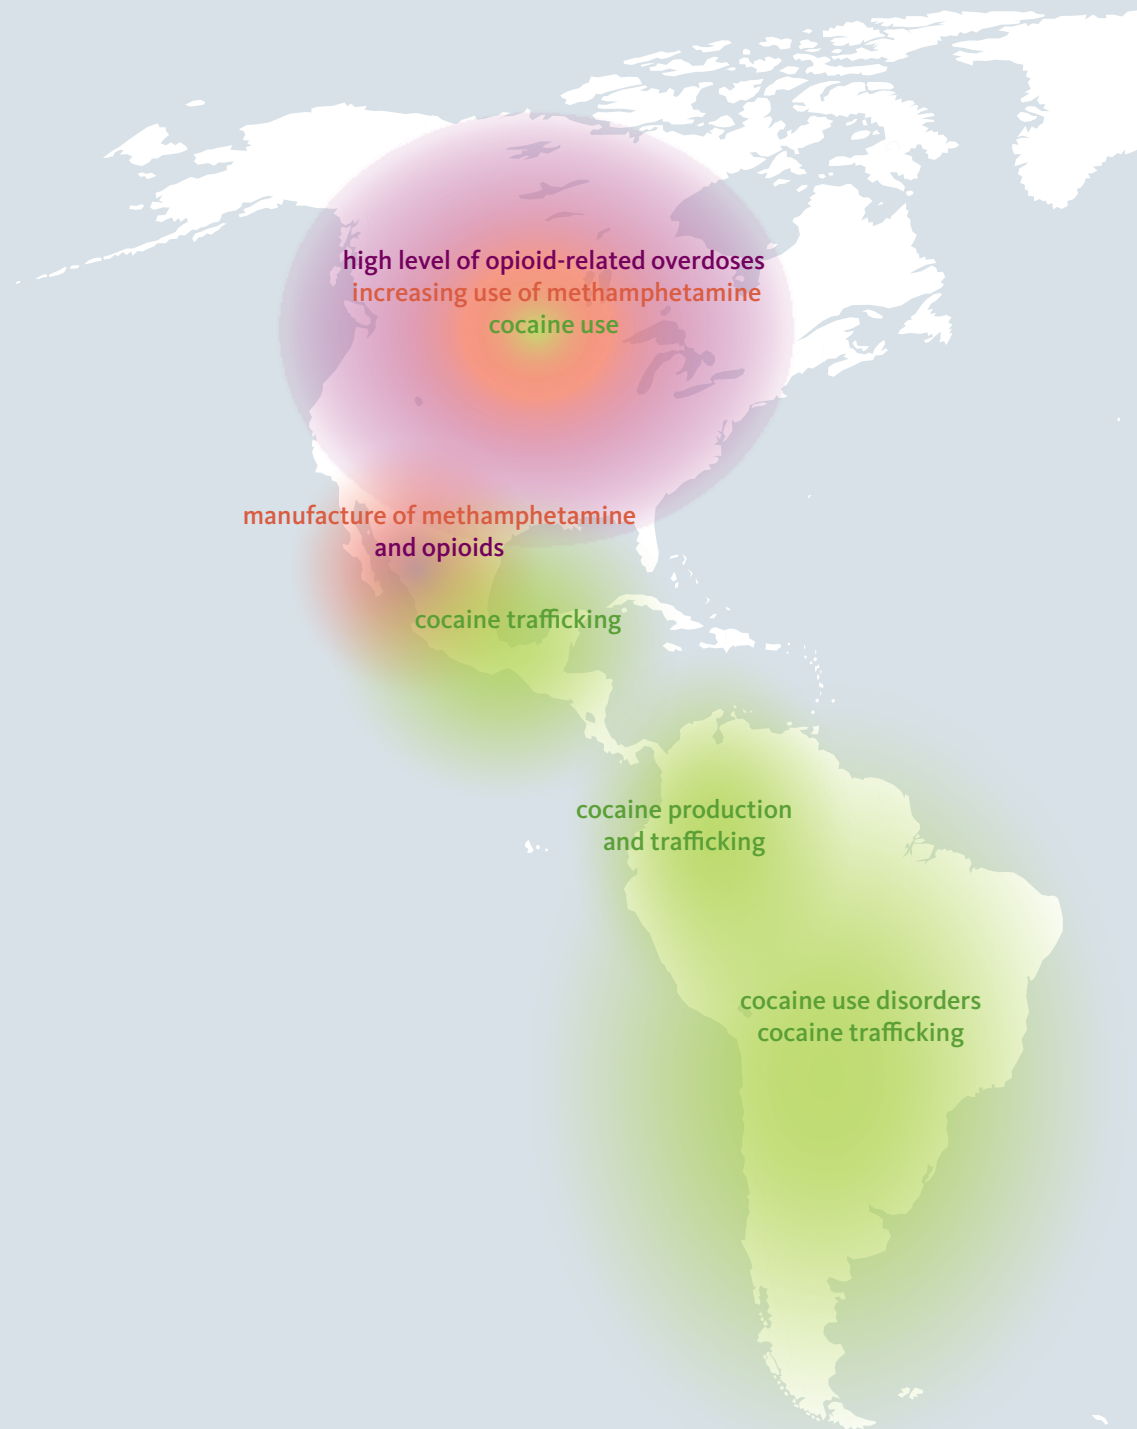 high level of opioid-related overdoses
increasing use of methamphetamine
cocaine use
manufacture of methamphetamine
and opioids
cocaine trafficking
cocaine production
and trafficking
cocaine use disorders
cocaine trafficking